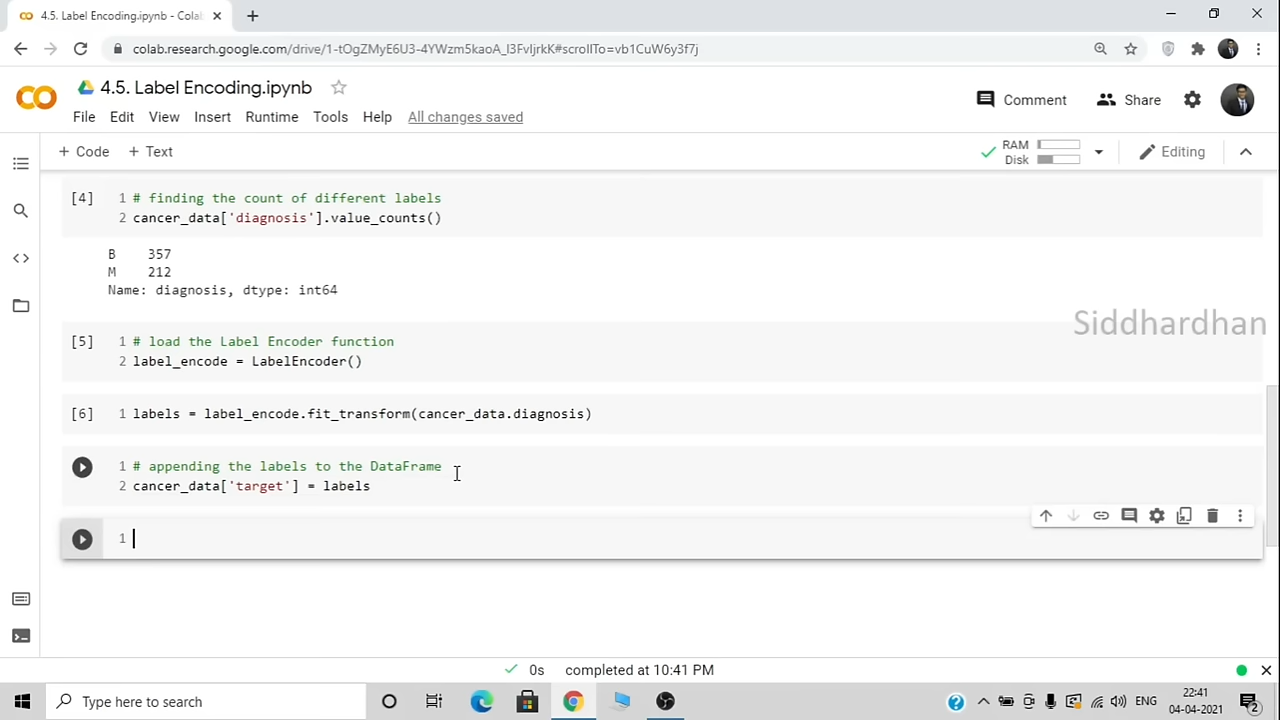 4.5. Label Encoding.ipynb - Colab
colab.research.google.com/drive/1-tOgZMyE6U3-4YWzm5kaoA_l3FvIjrkK#scrollTo=vb1CuW6y3f7j
4.5. Label Encoding.ipynb
File Edit View Insert Runtime Tools Help All changes saved
Comment Share
+ Code + Text
RAM
Disk
Editing
[4] 1 # finding the count of different labels
2 cancer_data['diagnosis'].value_counts()
B 357
M 212
Name: diagnosis, dtype: int64
Siddhardhan
[5] 1 # load the Label Encoder function
2 label_encode = LabelEncoder()
[6] 1 labels = label_encode.fit_transform(cancer_data.diagnosis)
1 # appending the labels to the DataFrame
2 cancer_data['target'] = labels
1
0s completed at 10:41 PM
Type here to search
ENG
22:41
04-04-2021
2